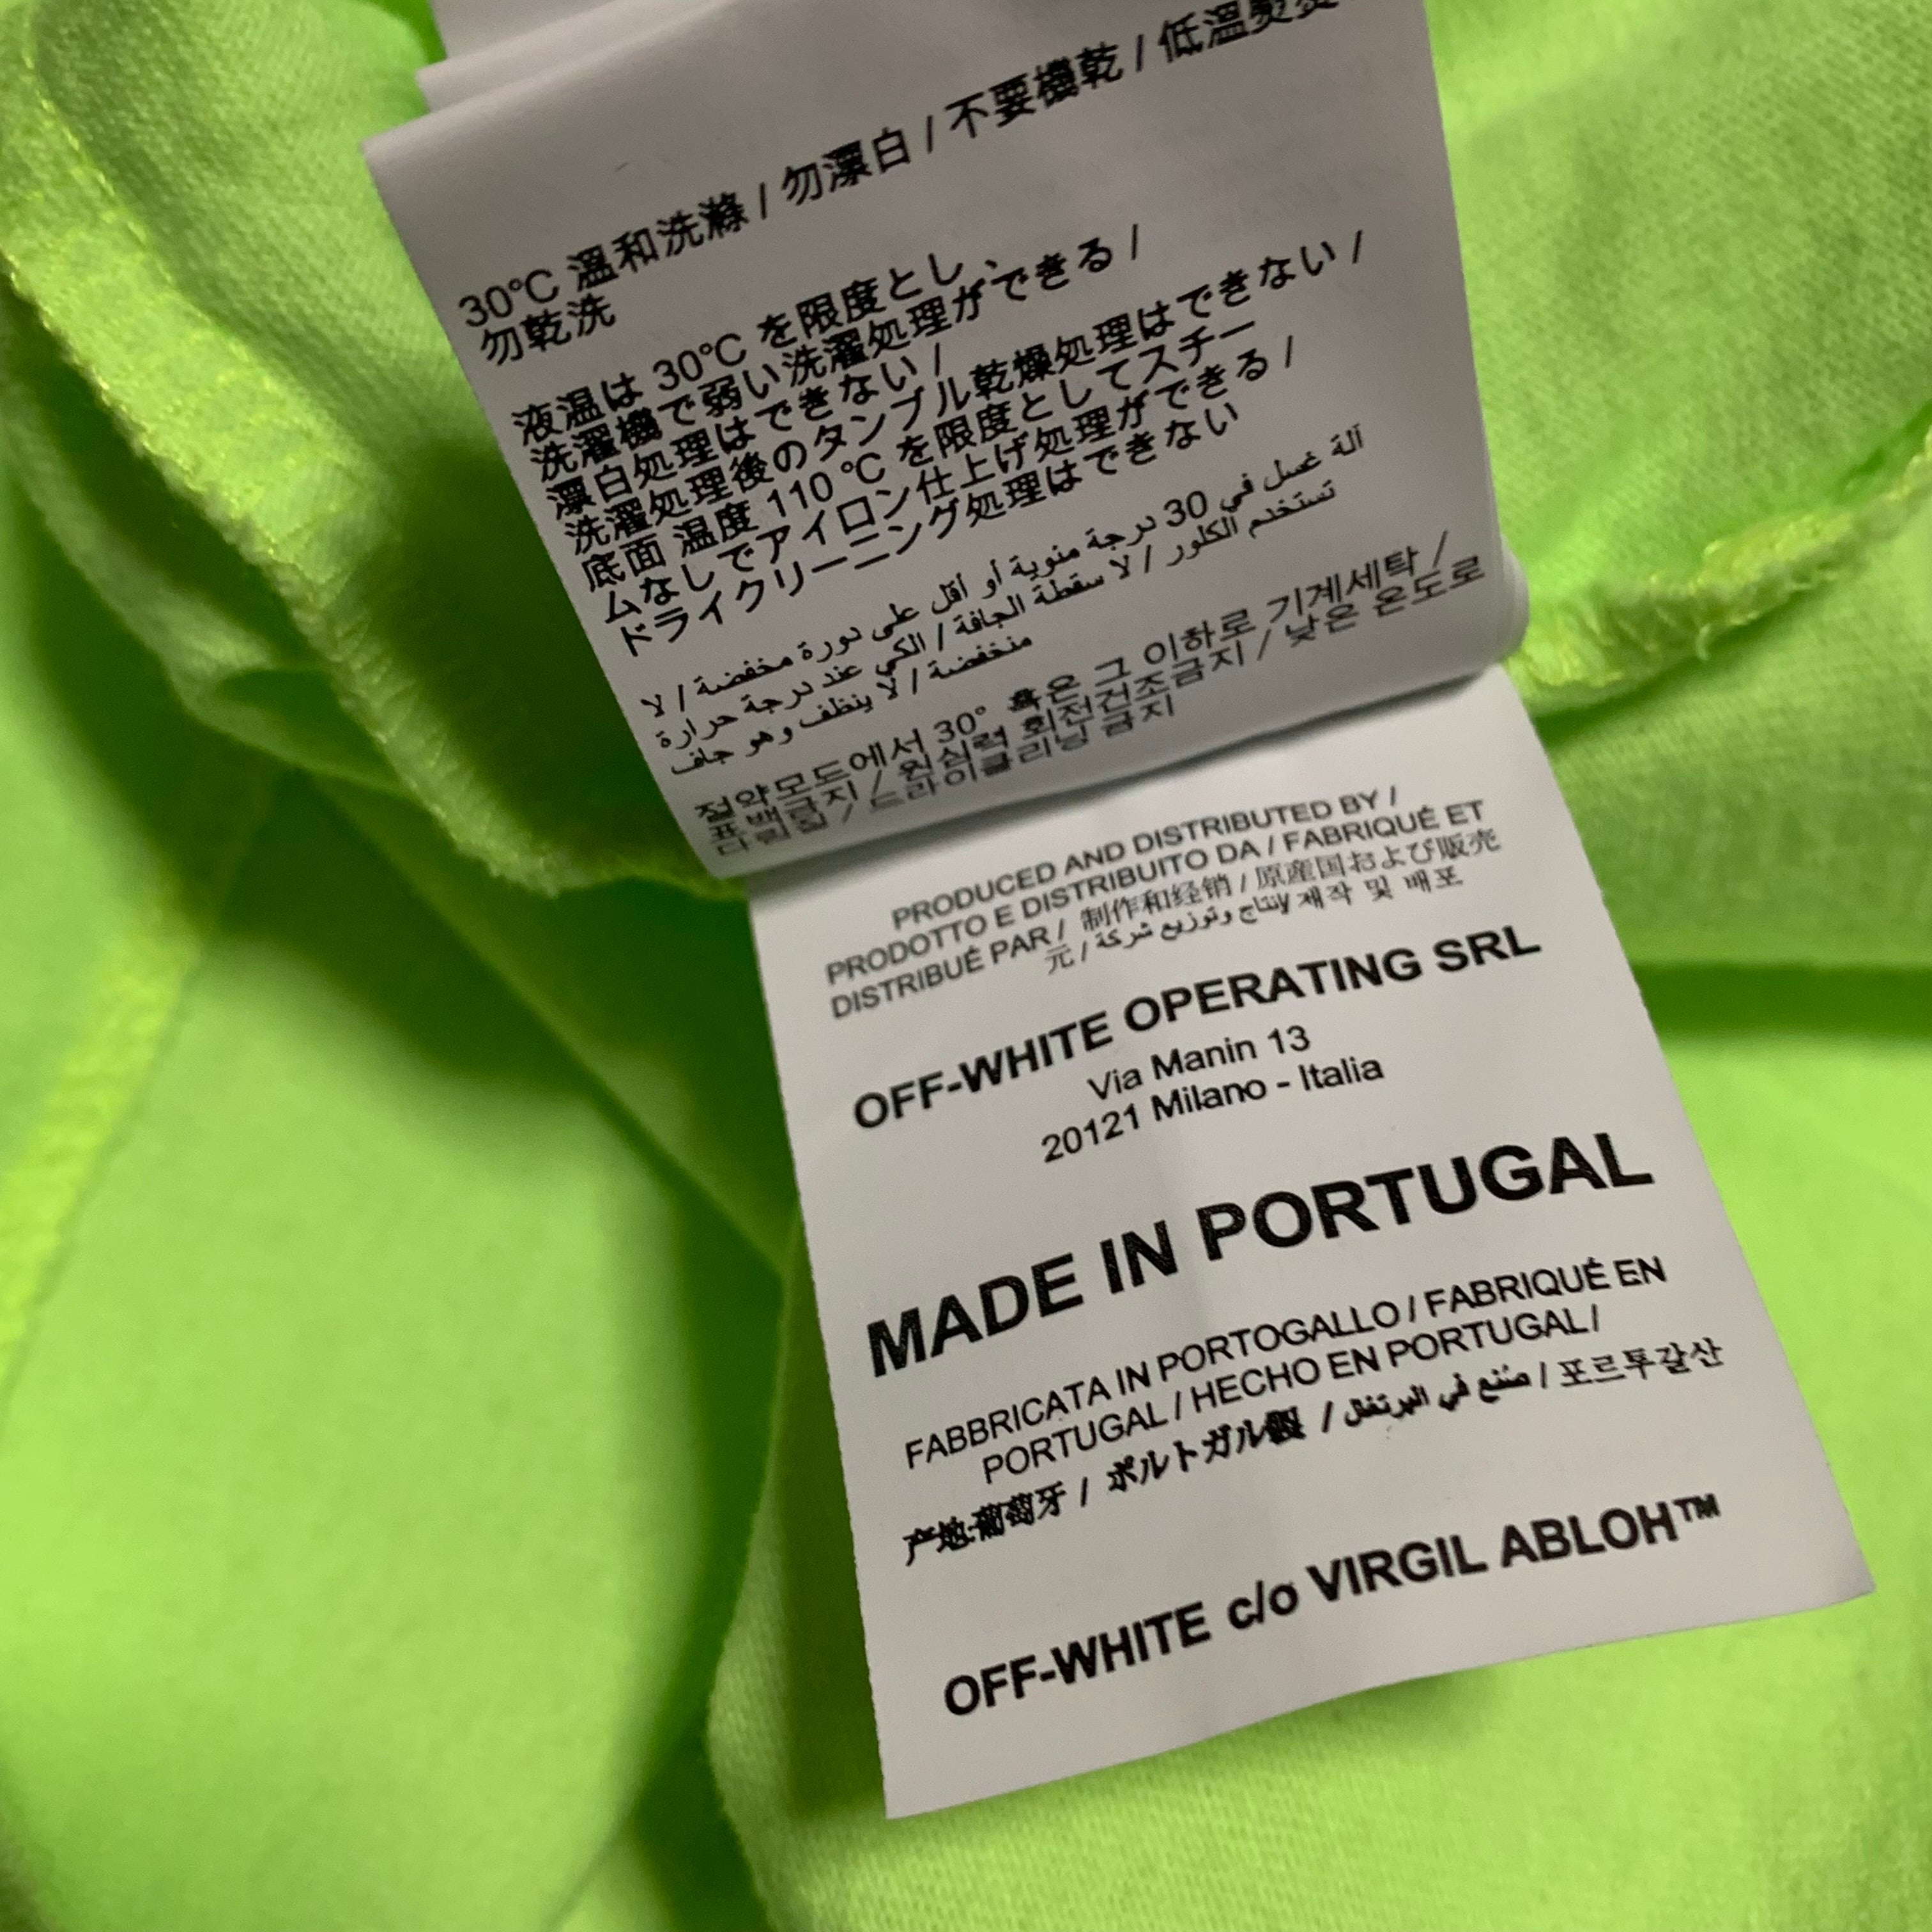 30°C 溫和洗滌 / 勿漂白 / 不要機乾 / 低溫熨燙
勿乾洗
液温は 30℃ を限度とし、
洗濯機で弱い洗濯処理ができる /
漂白処理はできない /
洗濯処理後のタンブル乾燥処理はできない /
底面 温度 110 ℃ を限度としてスチー
ムなしでアイロン仕上げ処理ができる /
ドライクリーニング処理はできない
آلة غسل في 30 درجة منوية أو أقل على دورة مخفضة / لا
تستخدم الكلور / لا سقطة الجافة / الكي عند درجة حرارة
منخفضة / لا ينظف وهو جاف
절약모드에서 30° 혹은 그 이하로 기계세탁 /
표백금지 / 원심력 회전건조금지 / 낮은 온도로
다림질 / 드라이클리닝 금지
PRODUCED AND DISTRIBUTED BY /
PRODOTTO E DISTRIBUITO DA / FABRIQUÉ ET
DISTRIBUÉ PAR / 制作和经销 / 原産国および販売
元 / إنتاج وتوزيع شركة / 제작 및 배포
OFF-WHITE OPERATING SRL
Via Manin 13
20121 Milano - Italia
MADE IN PORTUGAL
FABBRICATA IN PORTOGALLO / FABRIQUÉ EN
PORTUGAL / HECHO EN PORTUGAL /
产地:葡萄牙 / ポルトガル製 / صُنع في البرتغال / 포르투갈산
OFF-WHITE c/o VIRGIL ABLOH™